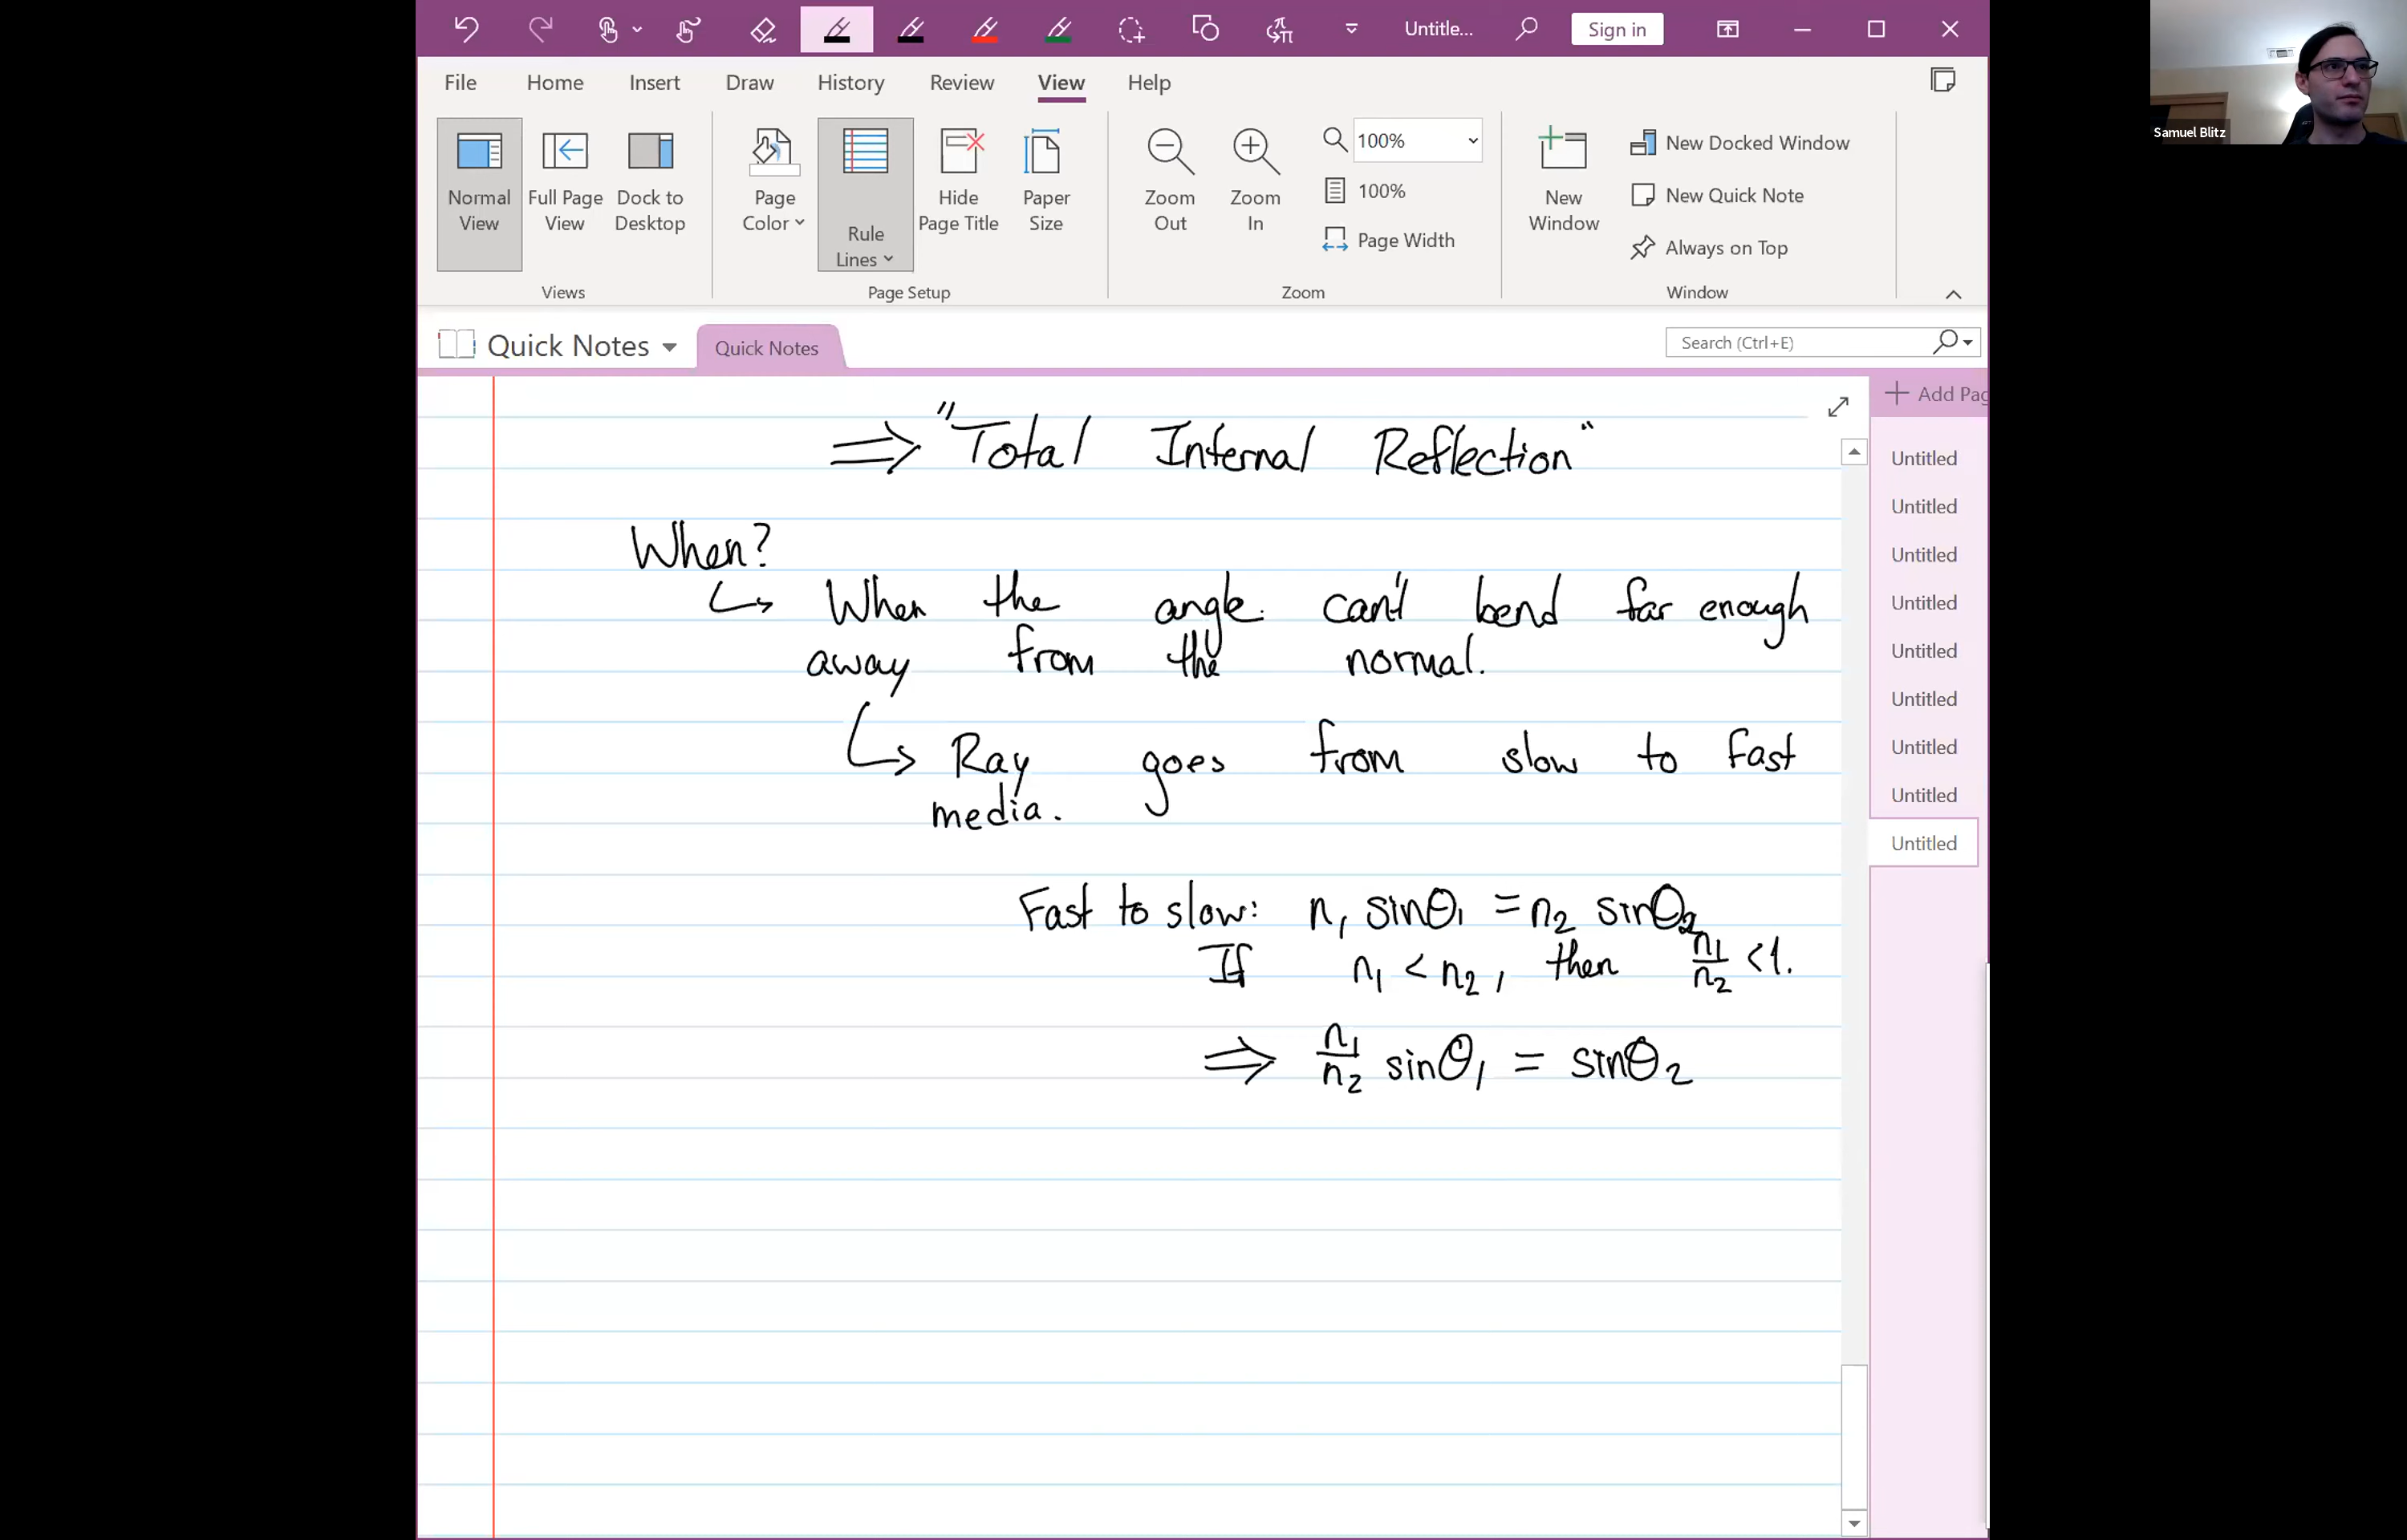 Untitle...
Sign in
File Home Insert Draw History Review View Help
Normal View
Full Page View
Dock to Desktop
Views
Page Color
Rule Lines
Hide Page Title
Paper Size
Page Setup
Zoom Out
Zoom In
100%
100%
Page Width
Zoom
New Window
New Docked Window
New Quick Note
Always on Top
Window
Quick Notes
Quick Notes
Search (Ctrl+E)
Add Pag
Untitled
Untitled
Untitled
Untitled
Untitled
Untitled
Untitled
Untitled
Untitled
⇒ "Total Internal Reflection"
When?
↳ When the angle can't bend far enough
away from the normal.
↳ Ray goes from slow to fast
media.
Fast to slow: n₁ sinθ₁ = n₂ sinθ₂
If n₁ < n₂, then n₁/n₂ < 1.
⇒ n₁/n₂ sinθ₁ = sinθ₂
Samuel Blitz